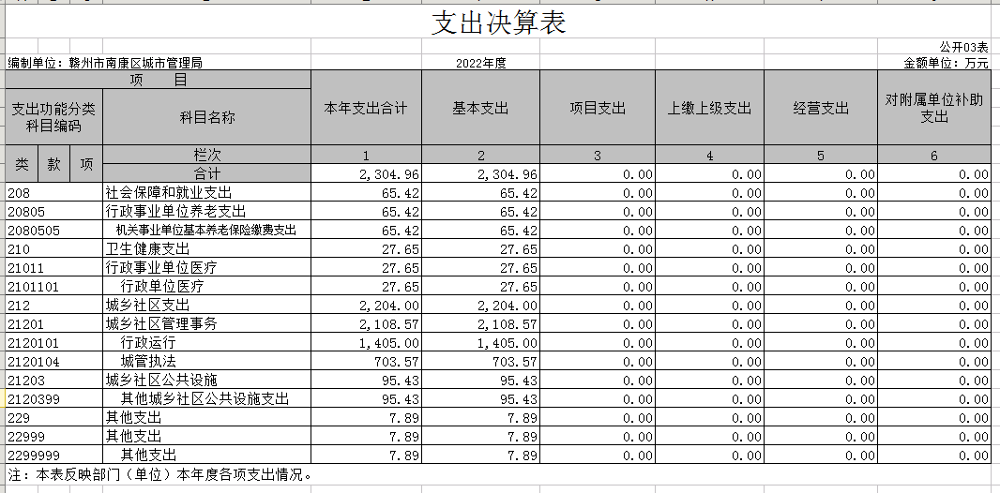 支出决算表
公开03表
编制单位：赣州市南康区城市管理局 2022年度 金额单位：万元
项 目 本年支出合计 基本支出 项目支出 上缴上级支出 经营支出 对附属单位补助支出
支出功能分类科目编码 科目名称
类 款 项 栏次 1 2 3 4 5 6
合计 2,304.96 2,304.96 0.00 0.00 0.00 0.00
208 社会保障和就业支出 65.42 65.42 0.00 0.00 0.00 0.00
20805 行政事业单位养老支出 65.42 65.42 0.00 0.00 0.00 0.00
2080505 机关事业单位基本养老保险缴费支出 65.42 65.42 0.00 0.00 0.00 0.00
210 卫生健康支出 27.65 27.65 0.00 0.00 0.00 0.00
21011 行政事业单位医疗 27.65 27.65 0.00 0.00 0.00 0.00
2101101 行政单位医疗 27.65 27.65 0.00 0.00 0.00 0.00
212 城乡社区支出 2,204.00 2,204.00 0.00 0.00 0.00 0.00
21201 城乡社区管理事务 2,108.57 2,108.57 0.00 0.00 0.00 0.00
2120101 行政运行 1,405.00 1,405.00 0.00 0.00 0.00 0.00
2120104 城管执法 703.57 703.57 0.00 0.00 0.00 0.00
21203 城乡社区公共设施 95.43 95.43 0.00 0.00 0.00 0.00
2120399 其他城乡社区公共设施支出 95.43 95.43 0.00 0.00 0.00 0.00
229 其他支出 7.89 7.89 0.00 0.00 0.00 0.00
22999 其他支出 7.89 7.89 0.00 0.00 0.00 0.00
2299999 其他支出 7.89 7.89 0.00 0.00 0.00 0.00
注：本表反映部门（单位）本年度各项支出情况。